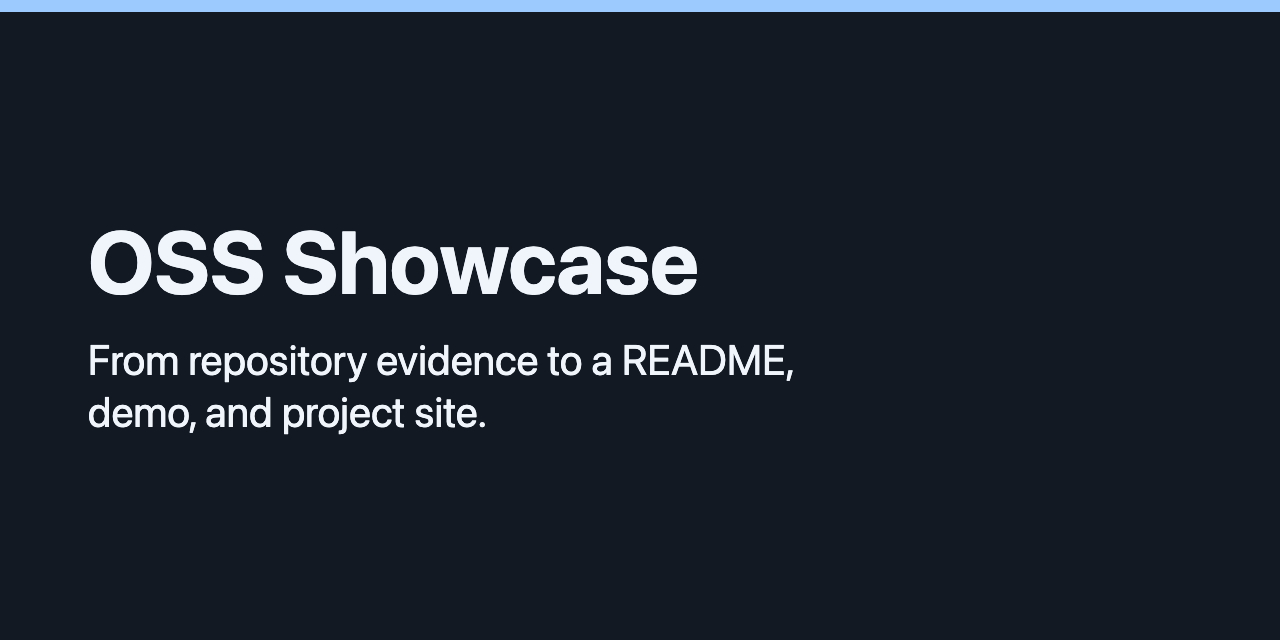 OSS Showcase
From repository evidence to a README,
demo, and project site.